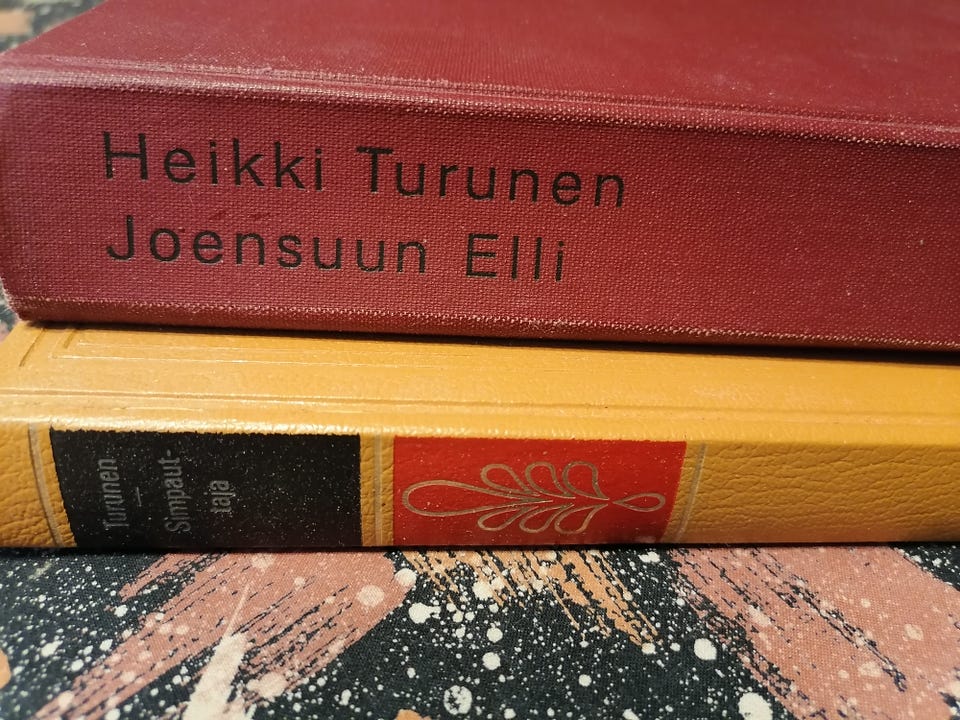 Heikki Turunen
Joensuun Elli
Turunen
—
Simpaut-
taja